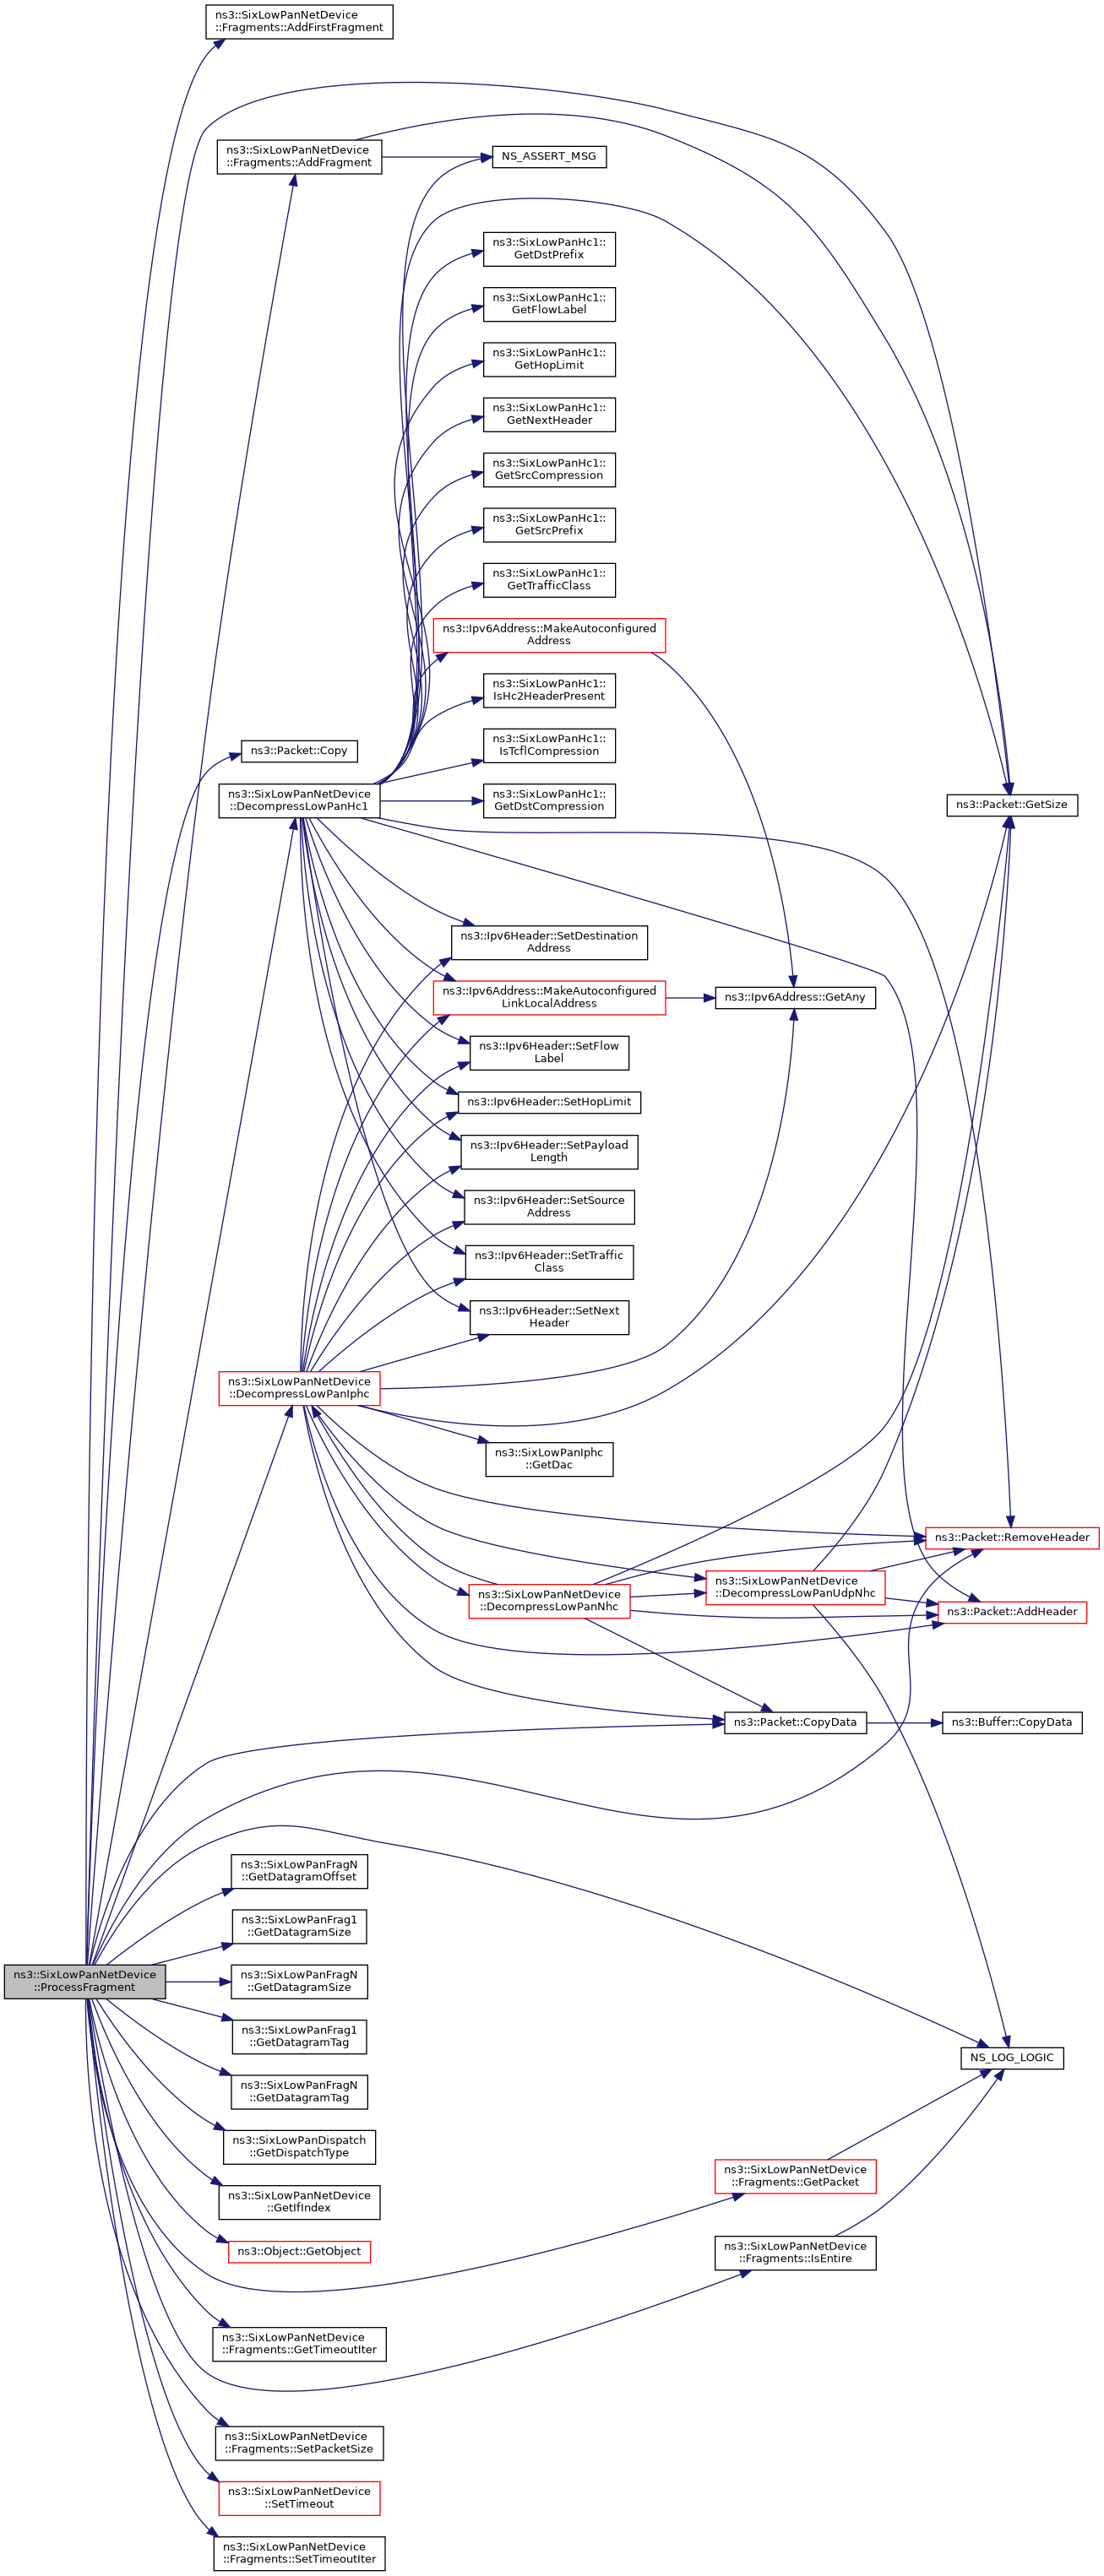 ns3::SixLowPanNetDevice
::Fragments::AddFirstFragment
ns3::SixLowPanNetDevice
::Fragments::AddFragment
NS_ASSERT_MSG
ns3::SixLowPanHc1::
GetDstPrefix
ns3::SixLowPanHc1::
GetFlowLabel
ns3::SixLowPanHc1::
GetHopLimit
ns3::SixLowPanHc1::
GetNextHeader
ns3::SixLowPanHc1::
GetSrcCompression
ns3::SixLowPanHc1::
GetSrcPrefix
ns3::SixLowPanHc1::
GetTrafficClass
ns3::Ipv6Address::MakeAutoconfigured
Address
ns3::SixLowPanHc1::
IsHc2HeaderPresent
ns3::SixLowPanHc1::
IsTcflCompression
ns3::Packet::Copy
ns3::SixLowPanNetDevice
::DecompressLowPanHc1
ns3::SixLowPanHc1::
GetDstCompression
ns3::Packet::GetSize
ns3::Ipv6Header::SetDestination
Address
ns3::Ipv6Address::MakeAutoconfigured
LinkLocalAddress
ns3::Ipv6Address::GetAny
ns3::Ipv6Header::SetFlow
Label
ns3::Ipv6Header::SetHopLimit
ns3::Ipv6Header::SetPayload
Length
ns3::Ipv6Header::SetSource
Address
ns3::Ipv6Header::SetTraffic
Class
ns3::Ipv6Header::SetNext
Header
ns3::SixLowPanNetDevice
::DecompressLowPanIphc
ns3::SixLowPanIphc
::GetDac
ns3::Packet::RemoveHeader
ns3::SixLowPanNetDevice
::DecompressLowPanNhc
ns3::SixLowPanNetDevice
::DecompressLowPanUdpNhc
ns3::Packet::AddHeader
ns3::Packet::CopyData
ns3::Buffer::CopyData
ns3::SixLowPanFragN
::GetDatagramOffset
ns3::SixLowPanFrag1
::GetDatagramSize
ns3::SixLowPanNetDevice
::ProcessFragment
ns3::SixLowPanFragN
::GetDatagramSize
ns3::SixLowPanFrag1
::GetDatagramTag
NS_LOG_LOGIC
ns3::SixLowPanFragN
::GetDatagramTag
ns3::SixLowPanDispatch
::GetDispatchType
ns3::SixLowPanNetDevice
::Fragments::GetPacket
ns3::SixLowPanNetDevice
::GetIfIndex
ns3::Object::GetObject
ns3::SixLowPanNetDevice
::Fragments::IsEntire
ns3::SixLowPanNetDevice
::Fragments::GetTimeoutIter
ns3::SixLowPanNetDevice
::Fragments::SetPacketSize
ns3::SixLowPanNetDevice
::SetTimeout
ns3::SixLowPanNetDevice
::Fragments::SetTimeoutIter